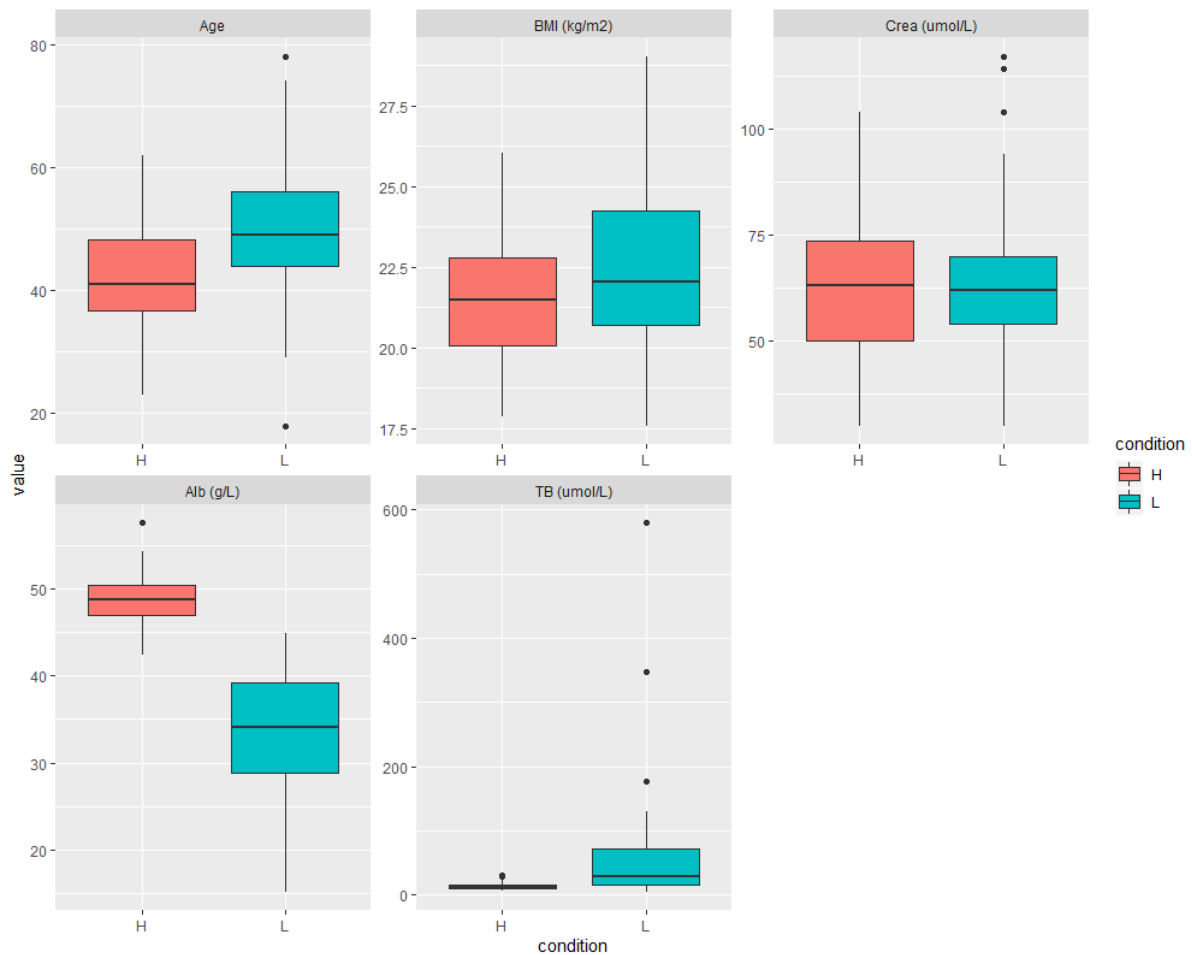 Age
BMI (kg/m2)
Crea (umol/L)
80
60
40
20
27.5
25.0
22.5
20.0
17.5
100
75
50
H
L
H
L
H
L
value
condition
H
L
Alb (g/L)
TB (umol/L)
50
40
30
20
600
400
200
0
H
L
H
L
condition